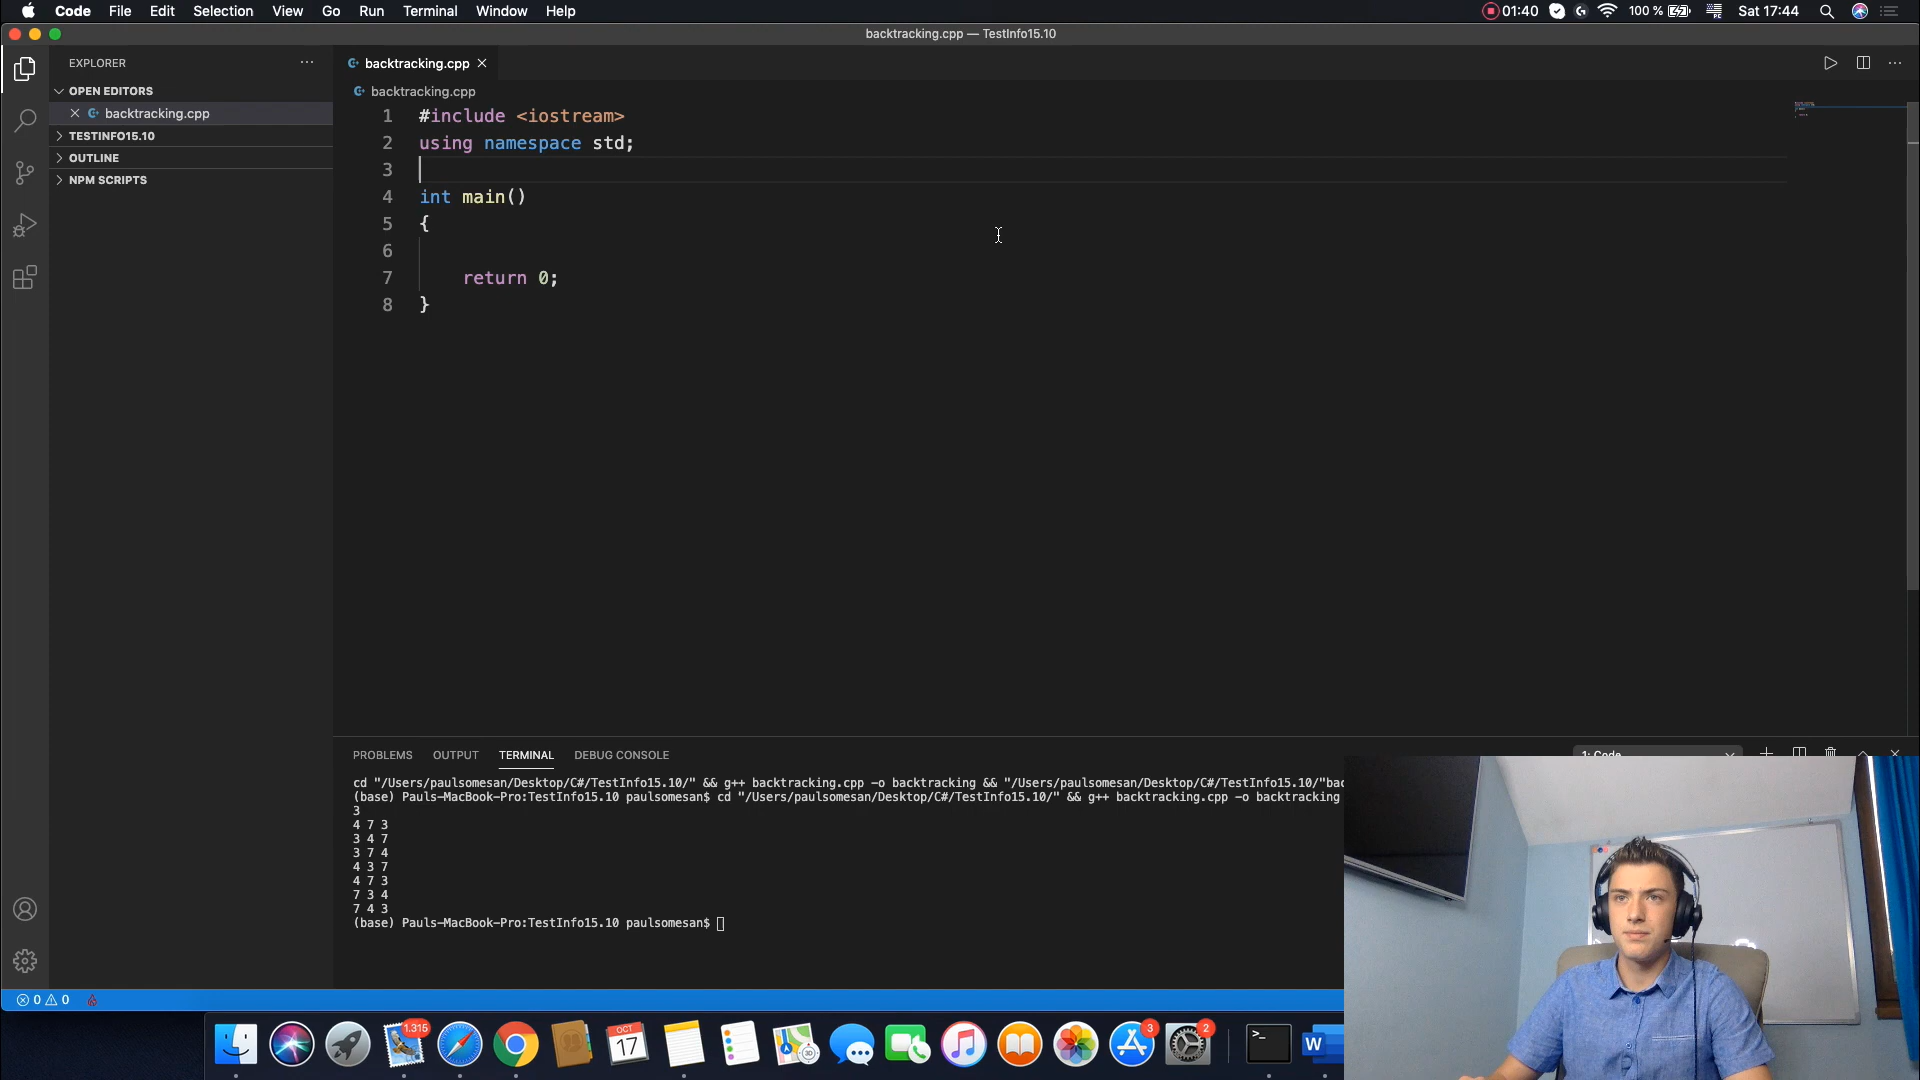 Code File Edit Selection View Go Run Terminal Window Help
01:40 100 % Sat 17:44
backtracking.cpp — TestInfo15.10
EXPLORER
OPEN EDITORS
backtracking.cpp
TESTINFO15.10
OUTLINE
NPM SCRIPTS
backtracking.cpp
backtracking.cpp
1 #include <iostream>
2 using namespace std;
3
4 int main()
5 {
6
7 return 0;
8 }
PROBLEMS OUTPUT TERMINAL DEBUG CONSOLE 1: Code
cd "/Users/paulsomesan/Desktop/C#/TestInfo15.10/" && g++ backtracking.cpp -o backtracking && "/Users/paulsomesan/Desktop/C#/TestInfo15.10/"bac
(base) Pauls-MacBook-Pro:TestInfo15.10 paulsomesan$ cd "/Users/paulsomesan/Desktop/C#/TestInfo15.10/" && g++ backtracking.cpp -o backtracking
3
4 7 3
3 4 7
3 7 4
4 3 7
4 7 3
7 3 4
7 4 3
(base) Pauls-MacBook-Pro:TestInfo15.10 paulsomesan$
0 0
1.315
OCT
17
3
2
W